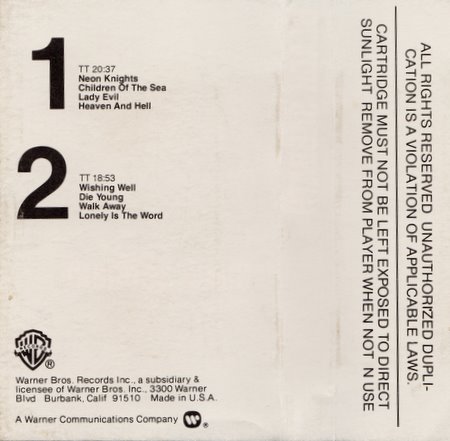 1
TT 20:37
Neon Knights
Children Of The Sea
Lady Evil
Heaven And Hell
2
TT 18:53
Wishing Well
Die Young
Walk Away
Lonely Is The Word
WB
RECORDS
®
Warner Bros. Records Inc., a subsidiary &
licensee of Warner Bros. Inc., 3300 Warner
Blvd Burbank, Calif 91510 Made in U.S.A.
A Warner Communications Company ®
ALL RIGHTS RESERVED UNAUTHORIZED DUPLI-
CATION IS A VIOLATION OF APPLICABLE LAWS.
CARTRIDGE MUST NOT BE LEFT EXPOSED TO DIRECT
SUNLIGHT REMOVE FROM PLAYER WHEN NOT N USE